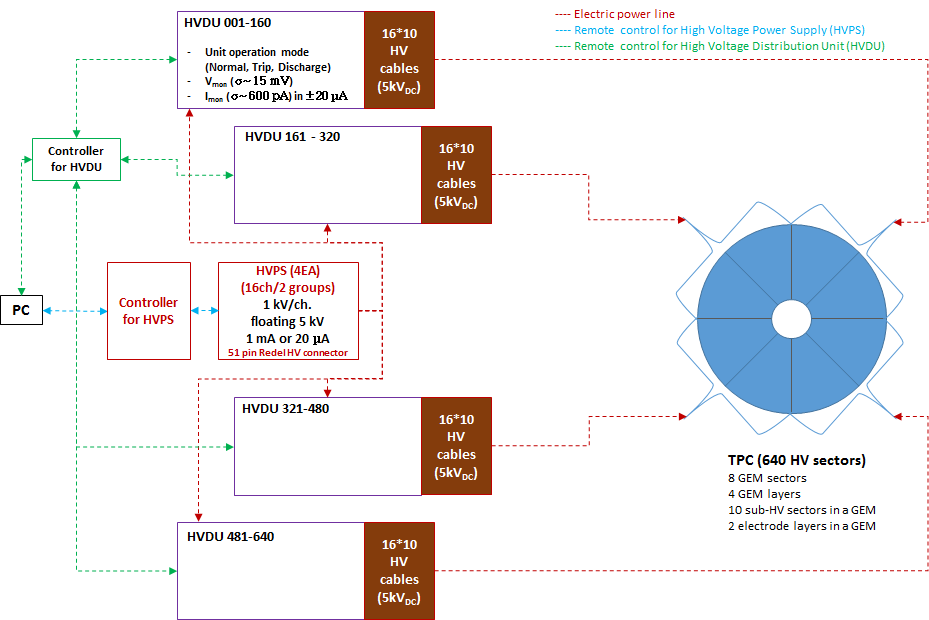 ---- Electric power line
---- Remote control for High Voltage Power Supply (HVPS)
---- Remote control for High Voltage Distribution Unit (HVDU)
HVDU 001-160
- Unit operation mode
(Normal, Trip, Discharge)
- Vmon (σ~15 mV)
- Imon (σ~600 pA) in ±20 μA
16*10
HV
cables
(5kVDC)
HVDU 161 - 320
16*10
HV
cables
(5kVDC)
Controller
for HVDU
PC
Controller
for HVPS
HVPS (4EA)
(16ch/2 groups)
1 kV/ch.
floating 5 kV
1 mA or 20 μA
51 pin Redel HV connector
HVDU 321-480
16*10
HV
cables
(5kVDC)
HVDU 481-640
16*10
HV
cables
(5kVDC)
TPC (640 HV sectors)
8 GEM sectors
4 GEM layers
10 sub-HV sectors in a GEM
2 electrode layers in a GEM